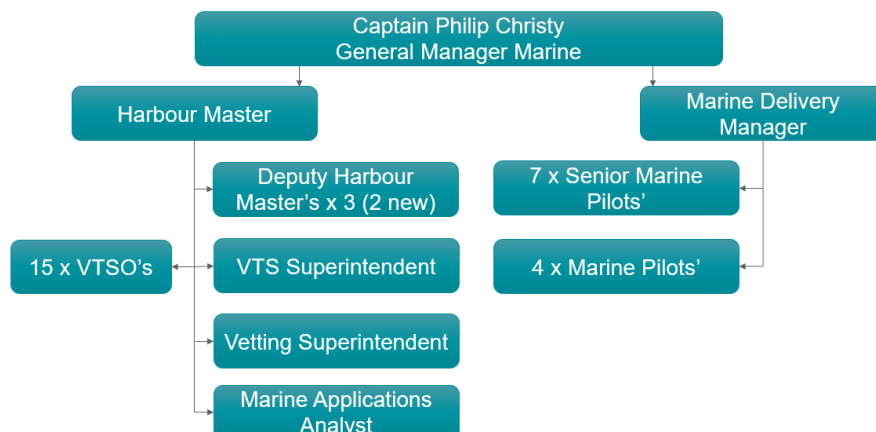 Captain Philip Christy
General Manager Marine
Harbour Master
Marine Delivery
Manager
Deputy Harbour
Master's x 3 (2 new)
7 x Senior Marine
Pilots'
15 x VTSO's
VTS Superintendent
4 x Marine Pilots'
Vetting Superintendent
Marine Applications
Analyst